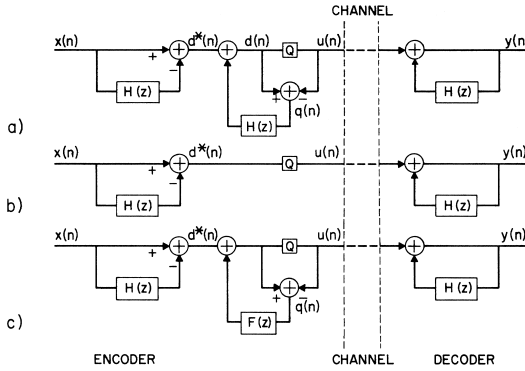 CHANNEL
x(n) d*(n) d(n) Q u(n) y(n)
+ − + −
H(z) q(n) H(z)
H(z)
a)
x(n) d*(n) Q u(n) y(n)
+ −
H(z) H(z)
b)
x(n) d*(n) Q u(n) y(n)
+ − + −
H(z) q(n) H(z)
F(z)
c)
ENCODER CHANNEL DECODER